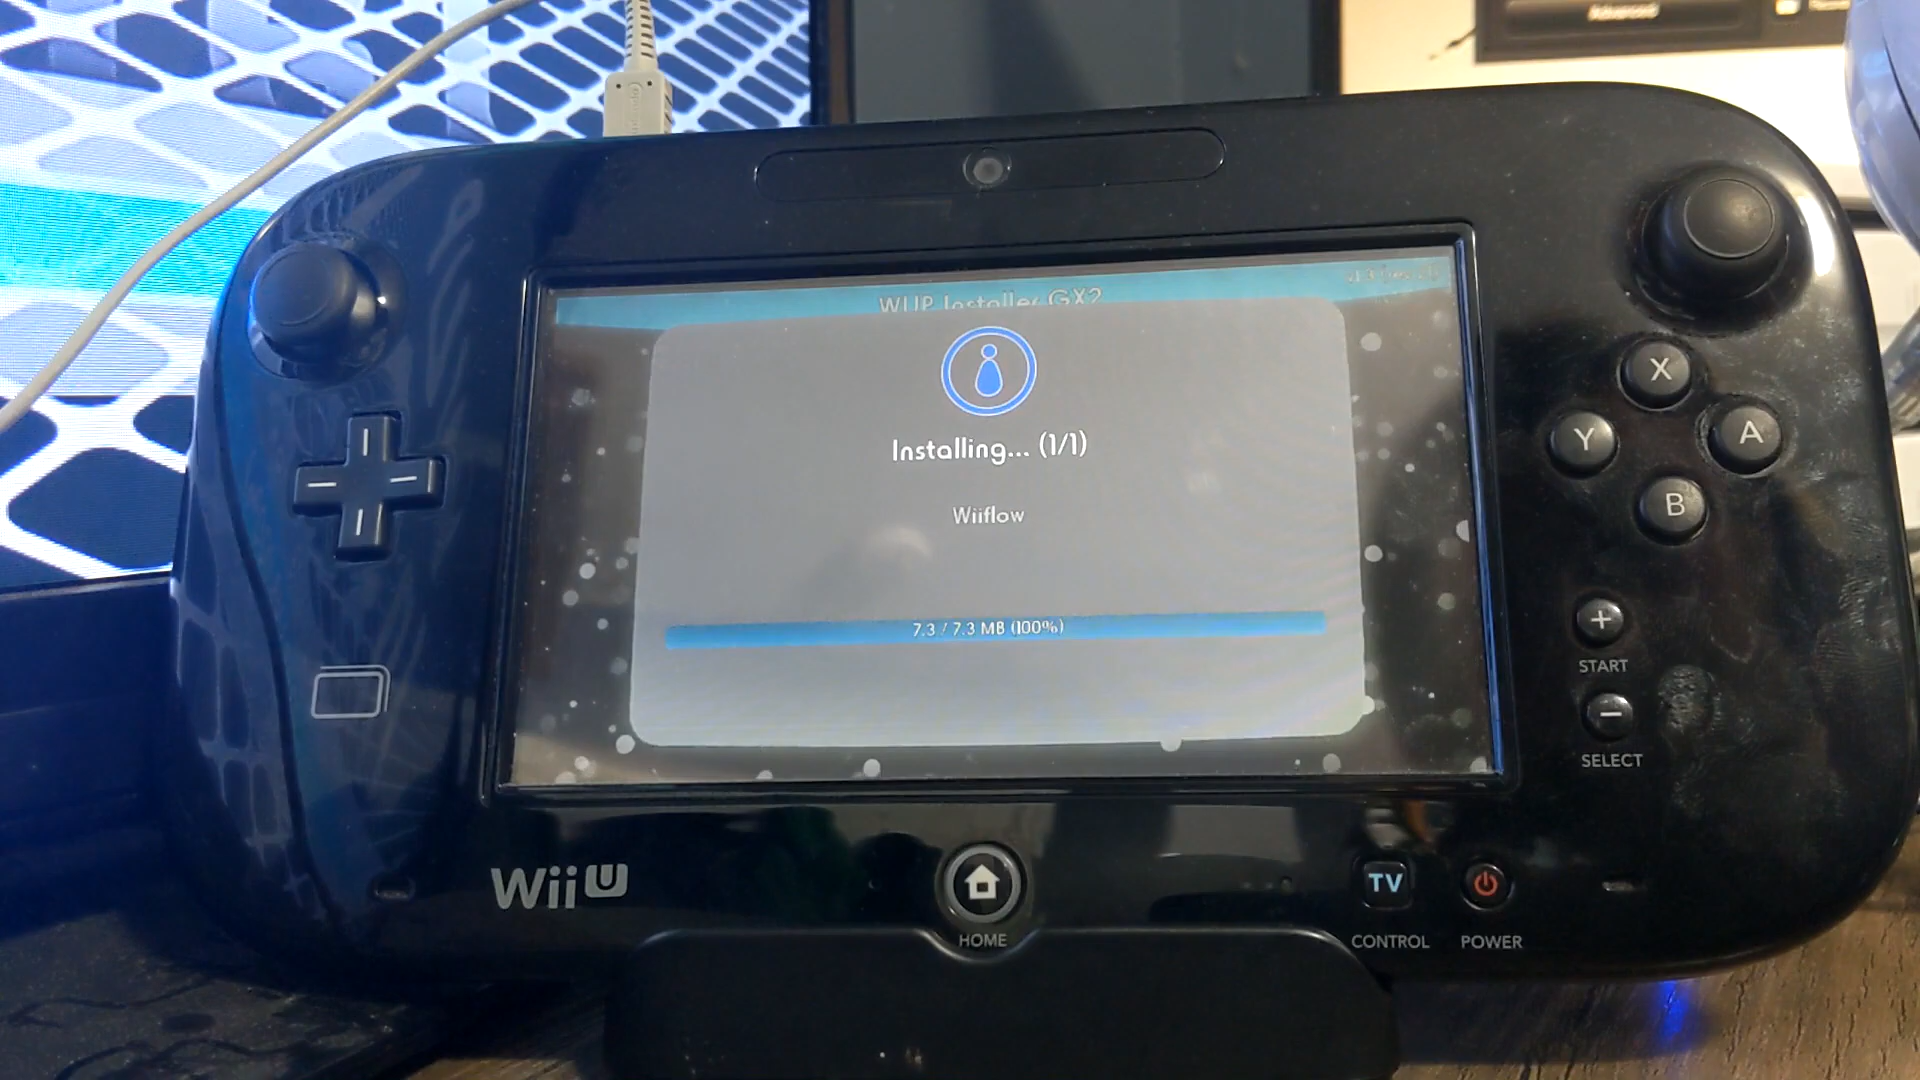 Advanced
WUP Installer GX2
Installing... (1/1)
Wiiflow
7.3 / 7.3 MB (100%)
X
Y
A
B
START
SELECT
Wii U
HOME
TV
CONTROL
POWER